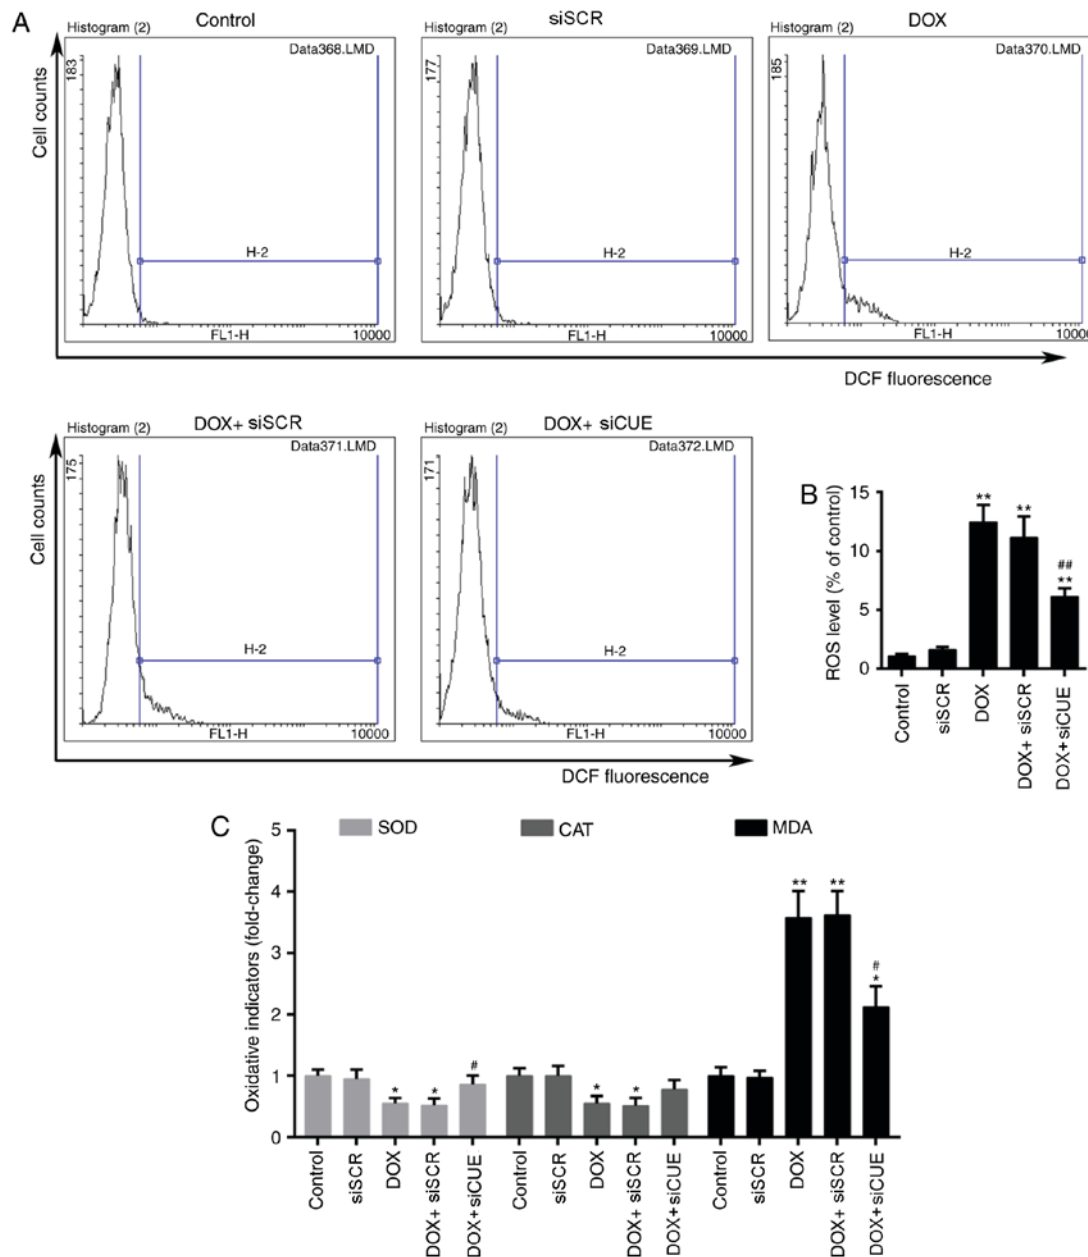 A
Control
siSCR
DOX
Histogram (2)
Histogram (2)
Histogram (2)
Data368.LMD
Data369.LMD
Data370.LMD
183
177
185
Cell counts
H-2
H-2
H-2
FL1-H
10000
FL1-H
10000
FL1-H
10000
DCF fluorescence
DOX+ siSCR
DOX+ siCUE
Histogram (2)
Histogram (2)
Data371.LMD
Data372.LMD
175
171
Cell counts
H-2
H-2
FL1-H
10000
FL1-H
10000
DCF fluorescence
B
ROS level (% of control)
15
10
5
0
**
**
##
**
Control
siSCR
DOX
DOX+ siSCR
DOX+ siCUE
C
SOD
CAT
MDA
Oxidative indicators (fold-change)
5
4
3
2
1
0
*
*
#
*
*
**
**
#
*
Control
siSCR
DOX
DOX+ siSCR
DOX+ siCUE
Control
siSCR
DOX
DOX+ siSCR
DOX+ siCUE
Control
siSCR
DOX
DOX+ siSCR
DOX+ siCUE